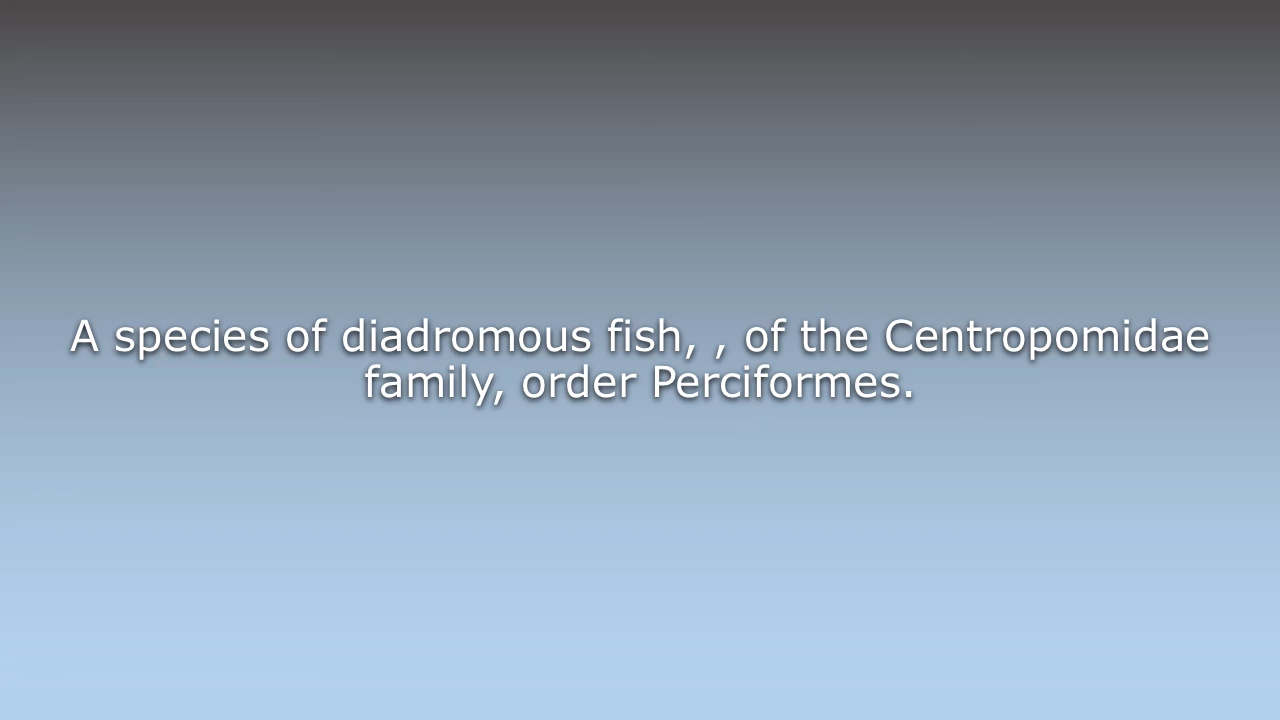 A species of diadromous fish, , of the Centropomidae
family, order Perciformes.